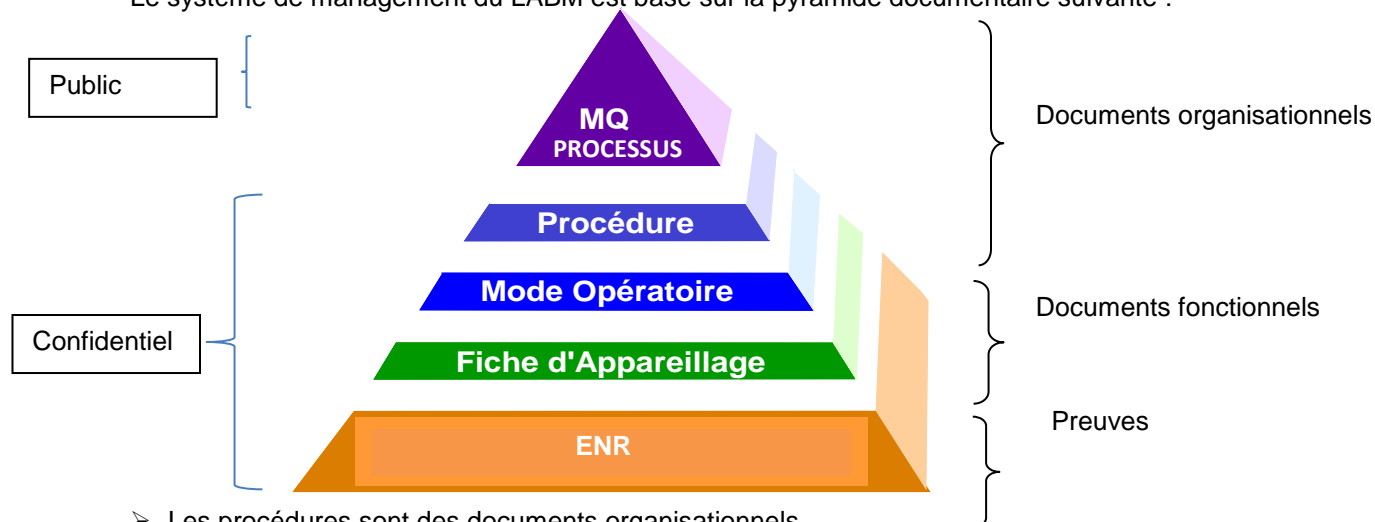 Le système de management du LABM est basé sur la pyramide documentaire suivante :
Public
MQ
PROCESSUS
Documents organisationnels
Procédure
Mode Opératoire
Documents fonctionnels
Confidentiel
Fiche d'Appareillage
Preuves
ENR
➢ Les procédures sont des documents organisationnels